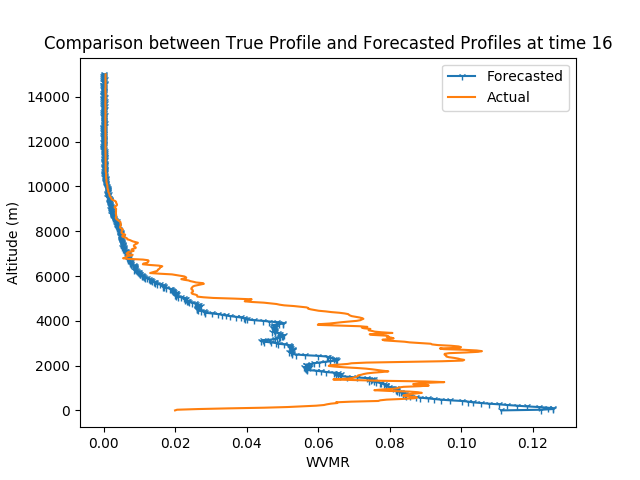 Comparison between True Profile and Forecasted Profiles at time 16
Forecasted
Actual
14000
12000
10000
8000
6000
4000
2000
0
Altitude (m)
0.00 0.02 0.04 0.06 0.08 0.10 0.12
WVMR